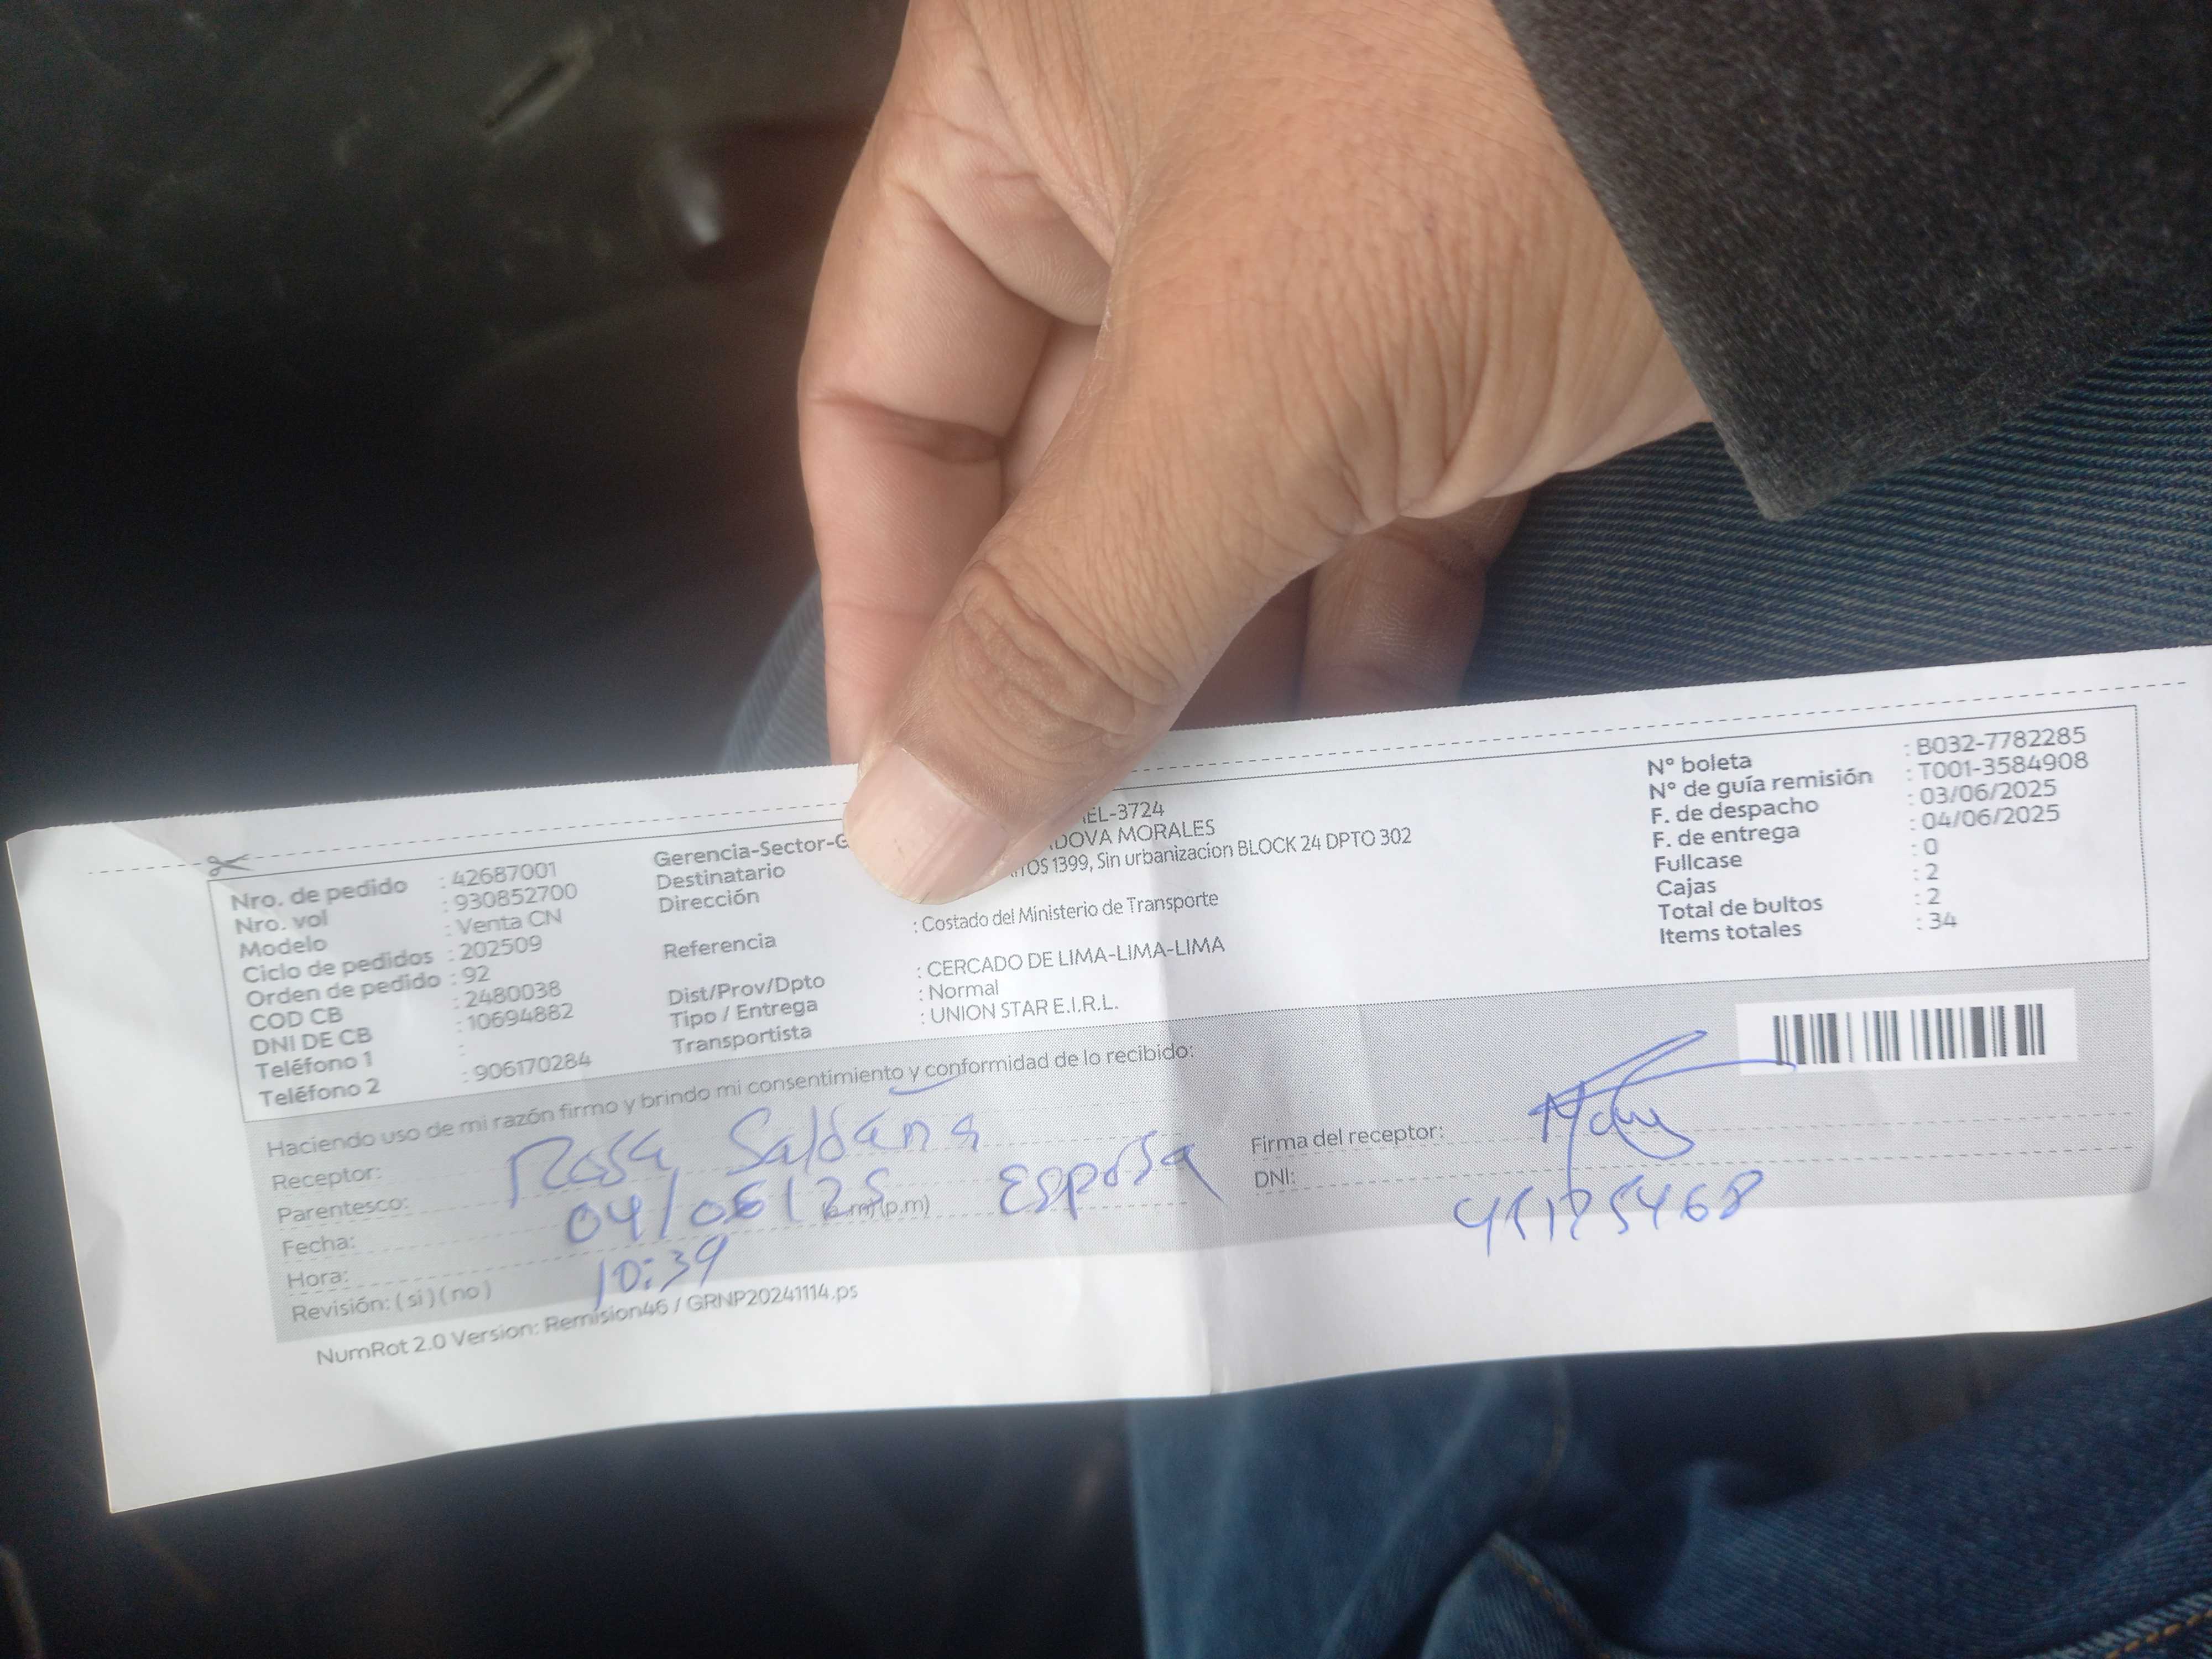 Nro. de pedido : 42687001
Nro. vol : 930852700
Modelo : Venta CN
Ciclo de pedidos : 202509
Orden de pedido : 92
COD CB : 2480038
DNI DE CB : 10694882
Teléfono 1 :
Teléfono 2 : 906170284
Gerencia-Sector-G EL-3724
Destinatario DOVA MORALES
Dirección TOS 1399, Sin urbanizacion BLOCK 24 DPTO 302
Referencia : Costado del Ministerio de Transporte
Dist/Prov/Dpto : CERCADO DE LIMA-LIMA-LIMA
Tipo / Entrega : Normal
Transportista : UNION STAR E.I.R.L.
N° boleta : B032-7782285
N° de guía remisión : T001-3584908
F. de despacho : 03/06/2025
F. de entrega : 04/06/2025
Fullcase : 0
Cajas : 2
Total de bultos : 2
Items totales : 34
Haciendo uso de mi razón firmo y brindo mi consentimiento y conformidad de lo recibido:
Receptor: Rosa Saldaña
Parentesco: Esposa
Fecha: 04/06/25
Hora: 10:39 (p.m)
Revisión: ( si ) ( no )
Firma del receptor:
DNI:
NumRot 2.0 Version: Remision46 / GRNP20241114.ps